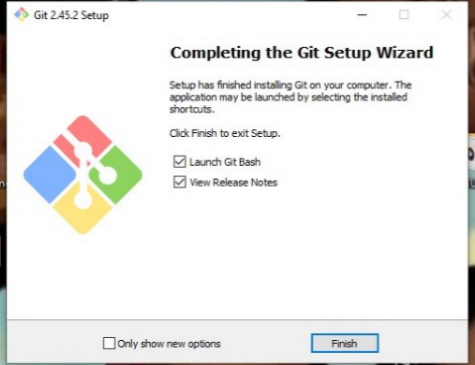 Git 2.45.2 Setup
Completing the Git Setup Wizard
Setup has finished installing Git on your computer. The
application may be launched by selecting the installed
shortcuts.
Click Finish to exit Setup.
Launch Git Bash
View Release Notes
Only show new options
Finish